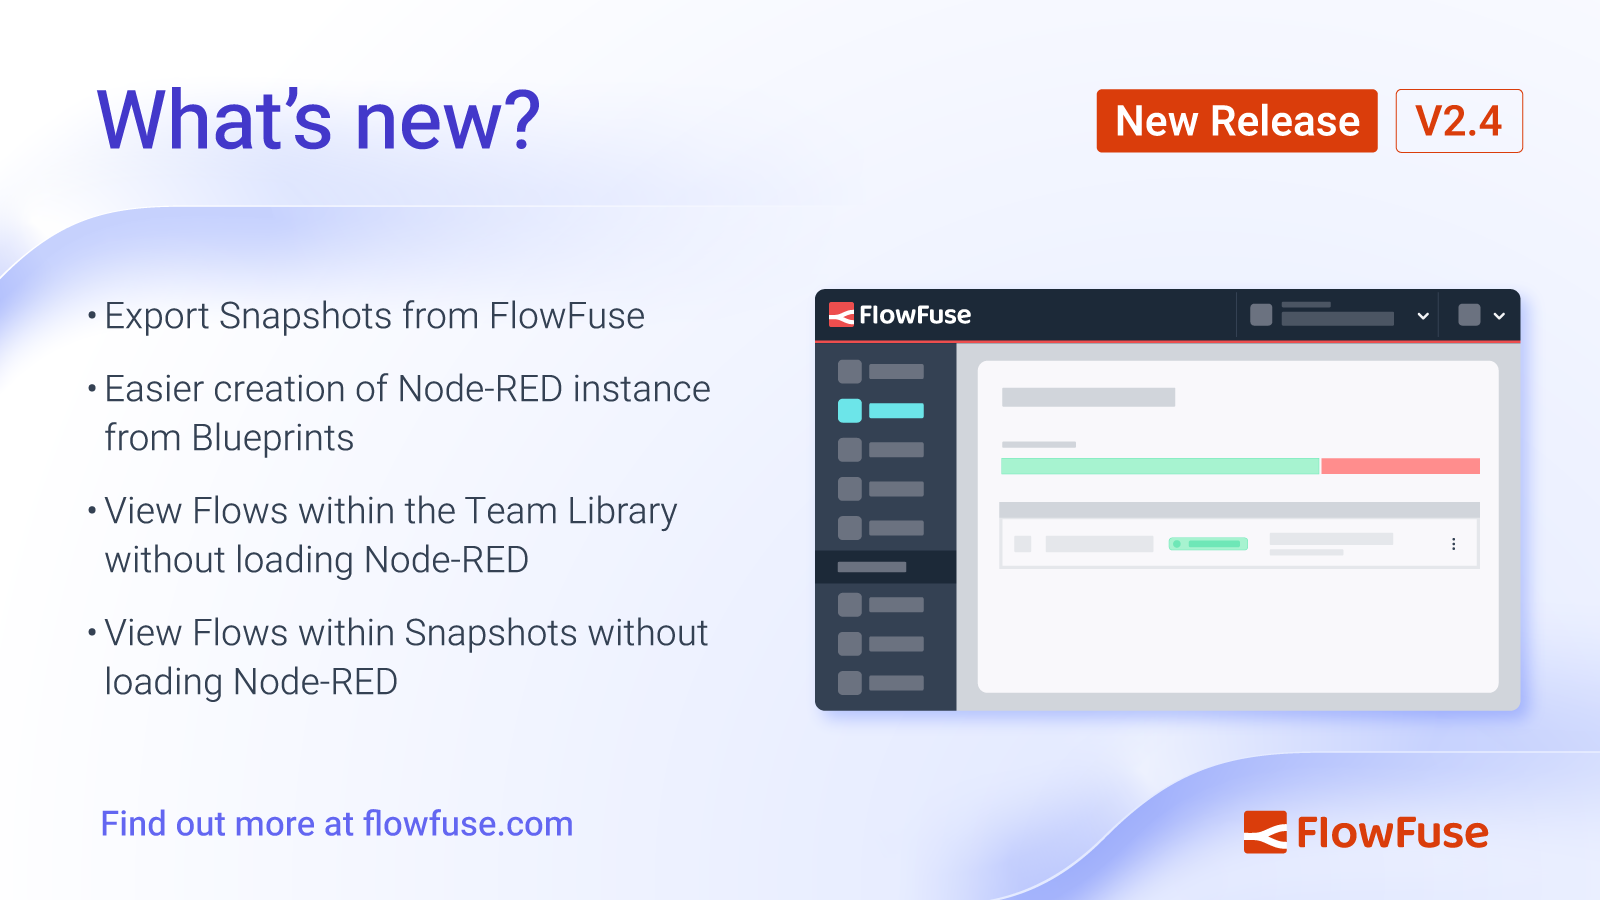 What's new?
New Release
V2.4
• Export Snapshots from FlowFuse
• Easier creation of Node-RED instance
from Blueprints
• View Flows within the Team Library
without loading Node-RED
• View Flows within Snapshots without
loading Node-RED
FlowFuse
Find out more at flowfuse.com
FlowFuse